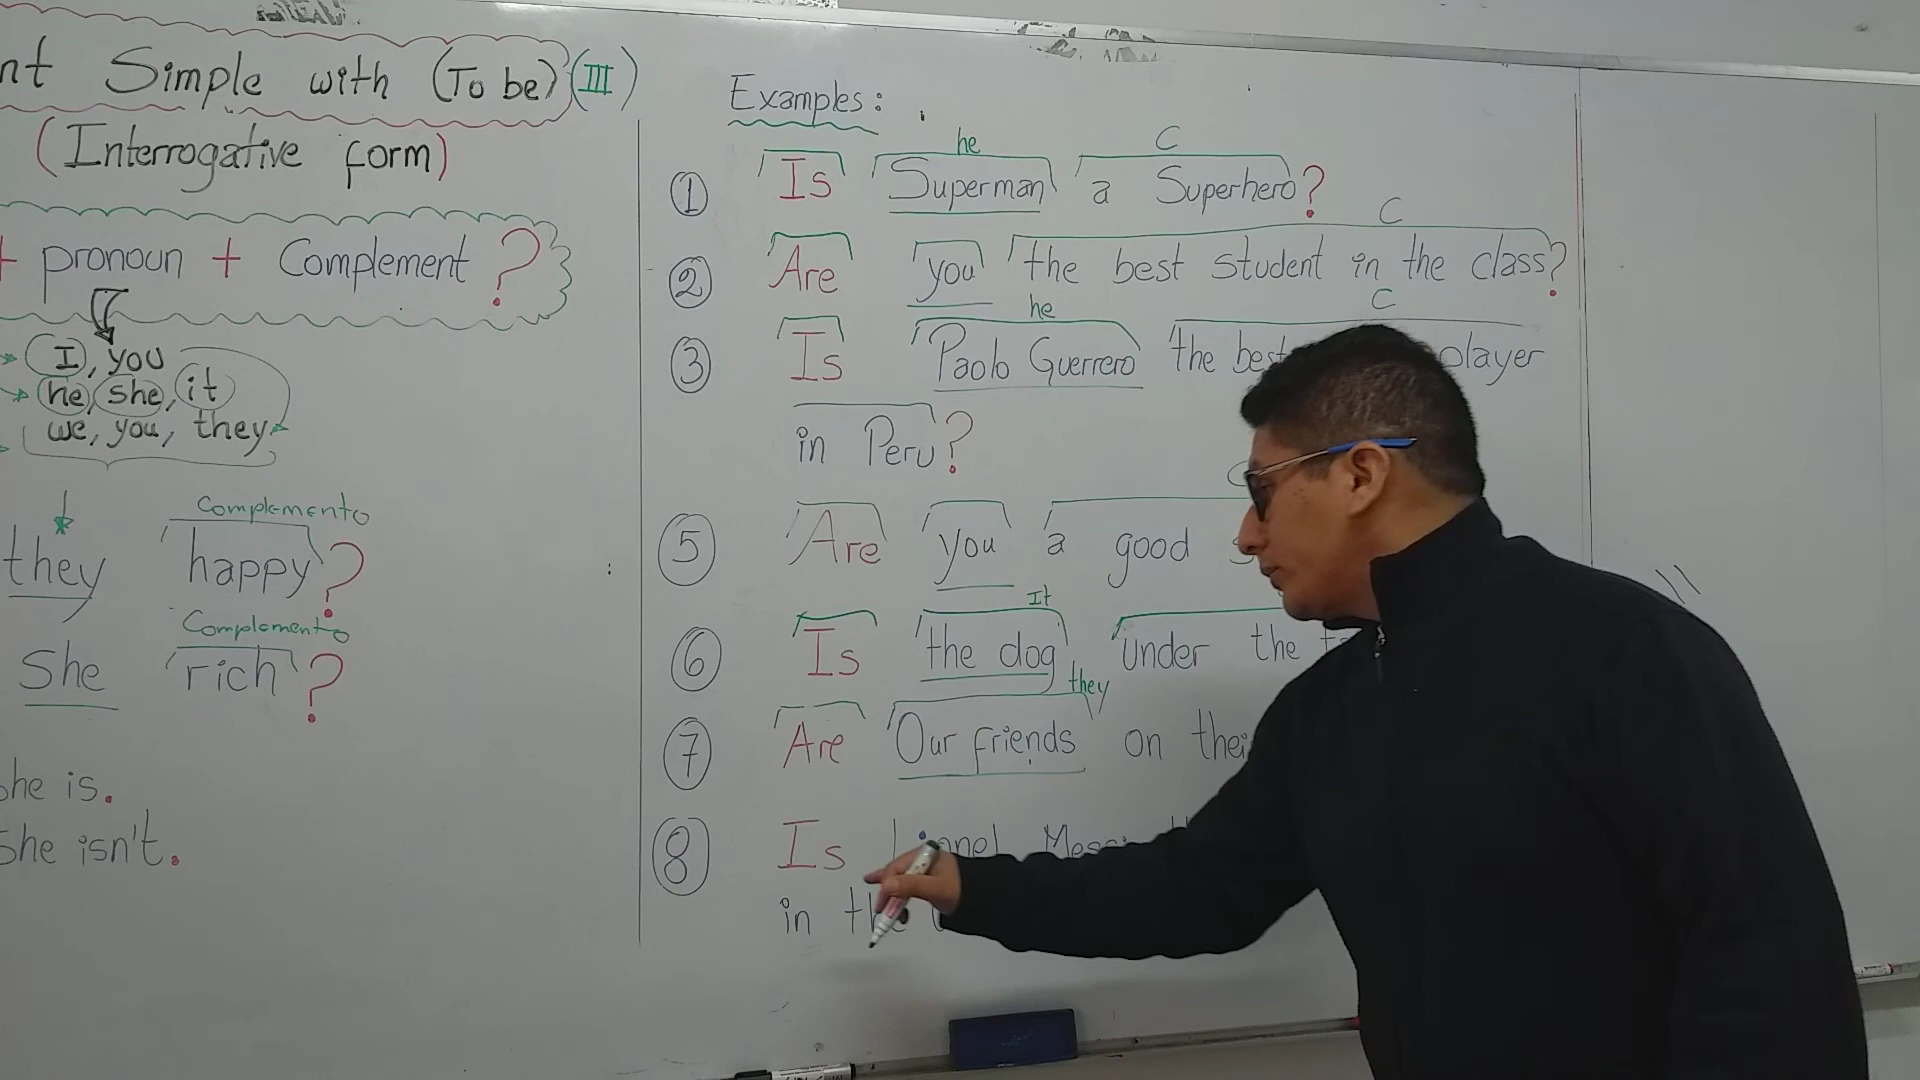 Simple with (To be) (III)
(Interrogative form)
+ pronoun + Complement ?
I, you
he, she, it
we, you, they
Complemento
they happy?
Complemento
She rich?
she is.
She isn't.
Examples:
he C
① Is Superman a Superhero?
C
② Are you the best student in the class?
he C
③ Is Paolo Guerrero the best player
in Peru?
⑤ Are you a good
It
⑥ Is the dog under the
they
⑦ Are Our friends on
⑧ Is Lionel Messi
in the